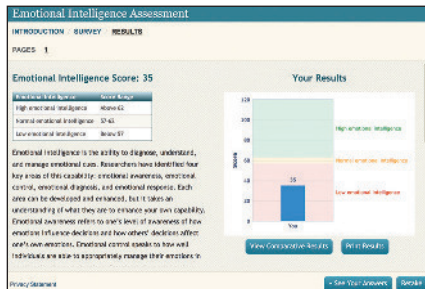 Emotional Intelligence Assessment
INTRODUCTION SURVEY RESULTS
PAGES 1
Emotional Intelligence Score: 35
Emotional Intelligence Score Range
High emotional intelligence Above 63
Normal emotional intelligence 57-63
Low emotional intelligence Below 57
Emotional intelligence is the ability to diagnose, understand,
and manage emotional cues. Researchers have identified four
key areas of this capability: emotional awareness, emotional
control, emotional diagnosis, and emotional response. Each
area can be developed and enhanced, but it takes an
understanding of what they are to enhance your own capability.
Emotional awareness refers to one's level of awareness of how
emotions influence decisions and how others' decisions affect
one's own emotions. Emotional control speaks to how well
individuals are able to appropriately manage their emotions in
Your Results
120
100
80
60
40
20
0
Score
35
You
High emotional intelligence
Normal emotional intelligence
Low emotional intelligence
View Comparative Results
Print Results
Privacy Statement
See Your Answers
Retake